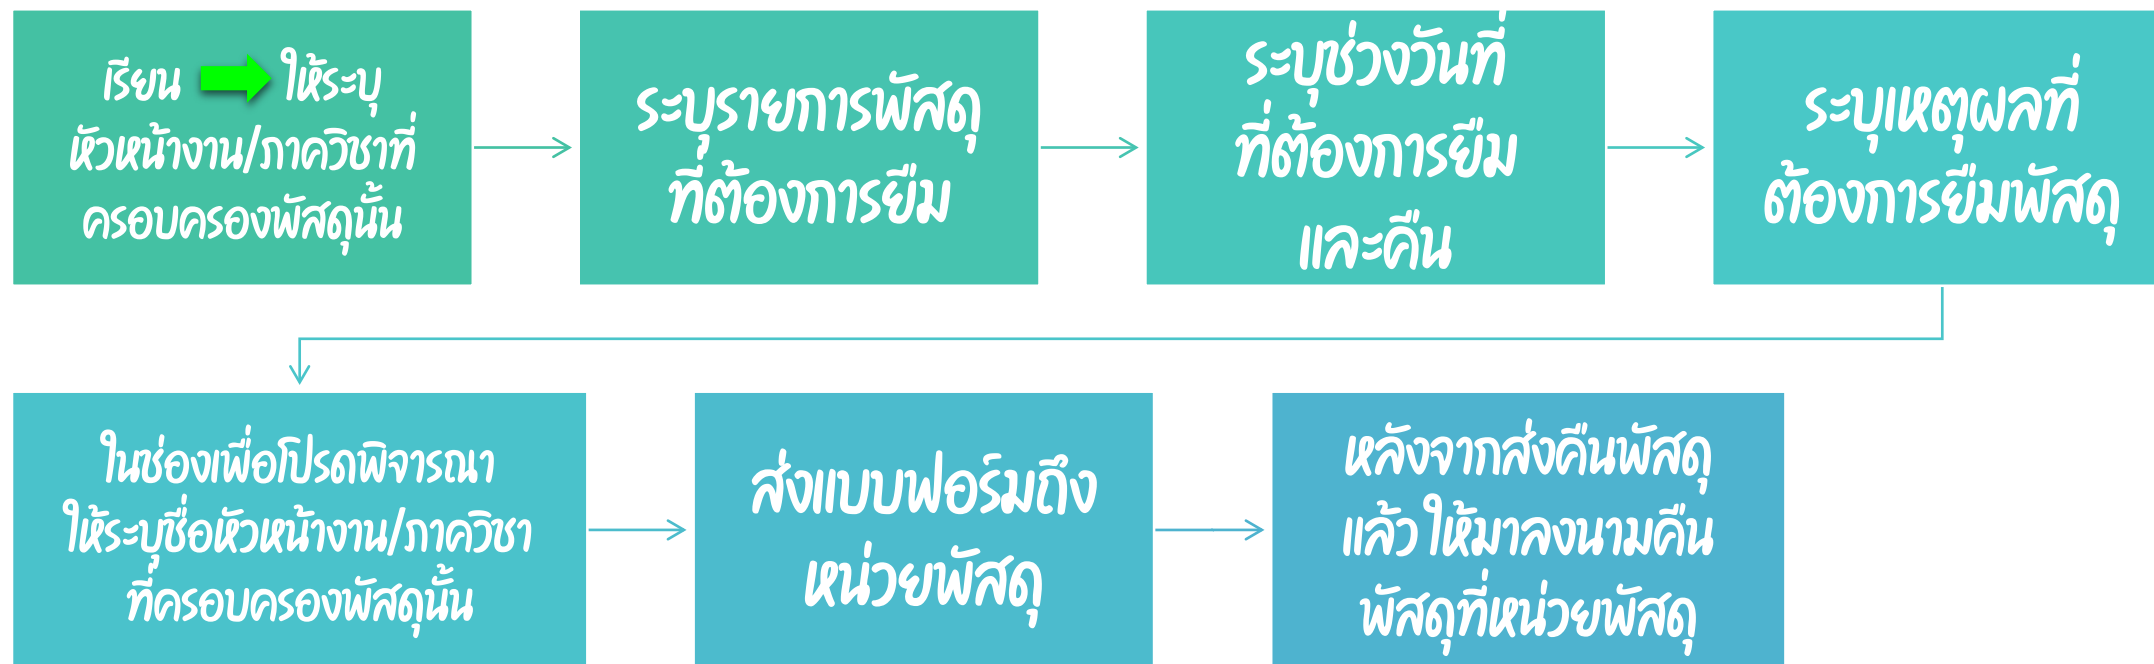 เรียน ให้ระบุ
หัวหน้างาน/ภาควิชาที่
ครอบครองพัสดุนั้น
ระบุรายการพัสดุ
ที่ต้องการยืม
ระบุช่วงวันที่
ที่ต้องการยืม
และคืน
ระบุเหตุผลที่
ต้องการยืมพัสดุ
ในช่องเพื่อโปรดพิจารณา
ให้ระบุชื่อหัวหน้างาน/ภาควิชา
ที่ครอบครองพัสดุนั้น
ส่งแบบฟอร์มถึง
หน่วยพัสดุ
หลังจากส่งคืนพัสดุ
แล้ว ให้มาลงนามคืน
พัสดุที่หน่วยพัสดุ